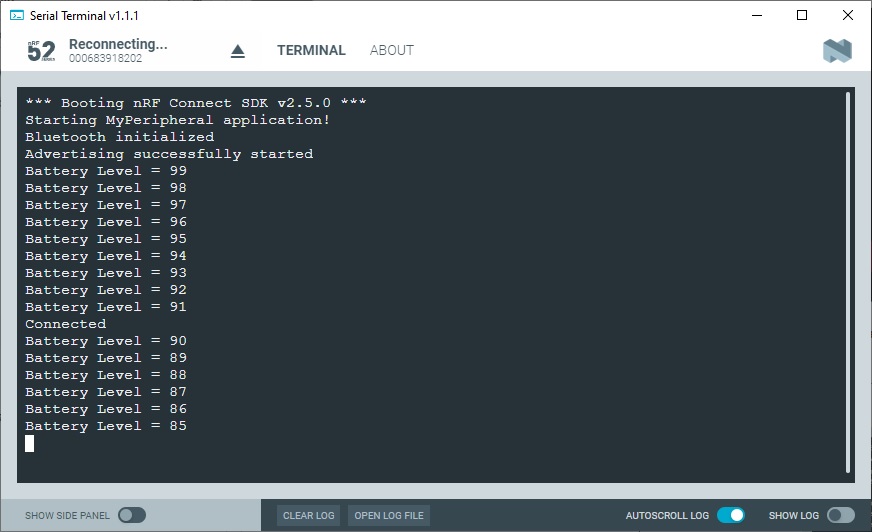 Serial Terminal v1.1.1
nRF
52
SERIES
Reconnecting...
000683918202
TERMINAL
ABOUT
*** Booting nRF Connect SDK v2.5.0 ***
Starting MyPeripheral application!
Bluetooth initialized
Advertising successfully started
Battery Level = 99
Battery Level = 98
Battery Level = 97
Battery Level = 96
Battery Level = 95
Battery Level = 94
Battery Level = 93
Battery Level = 92
Battery Level = 91
Connected
Battery Level = 90
Battery Level = 89
Battery Level = 88
Battery Level = 87
Battery Level = 86
Battery Level = 85
SHOW SIDE PANEL
CLEAR LOG
OPEN LOG FILE
AUTOSCROLL LOG
SHOW LOG